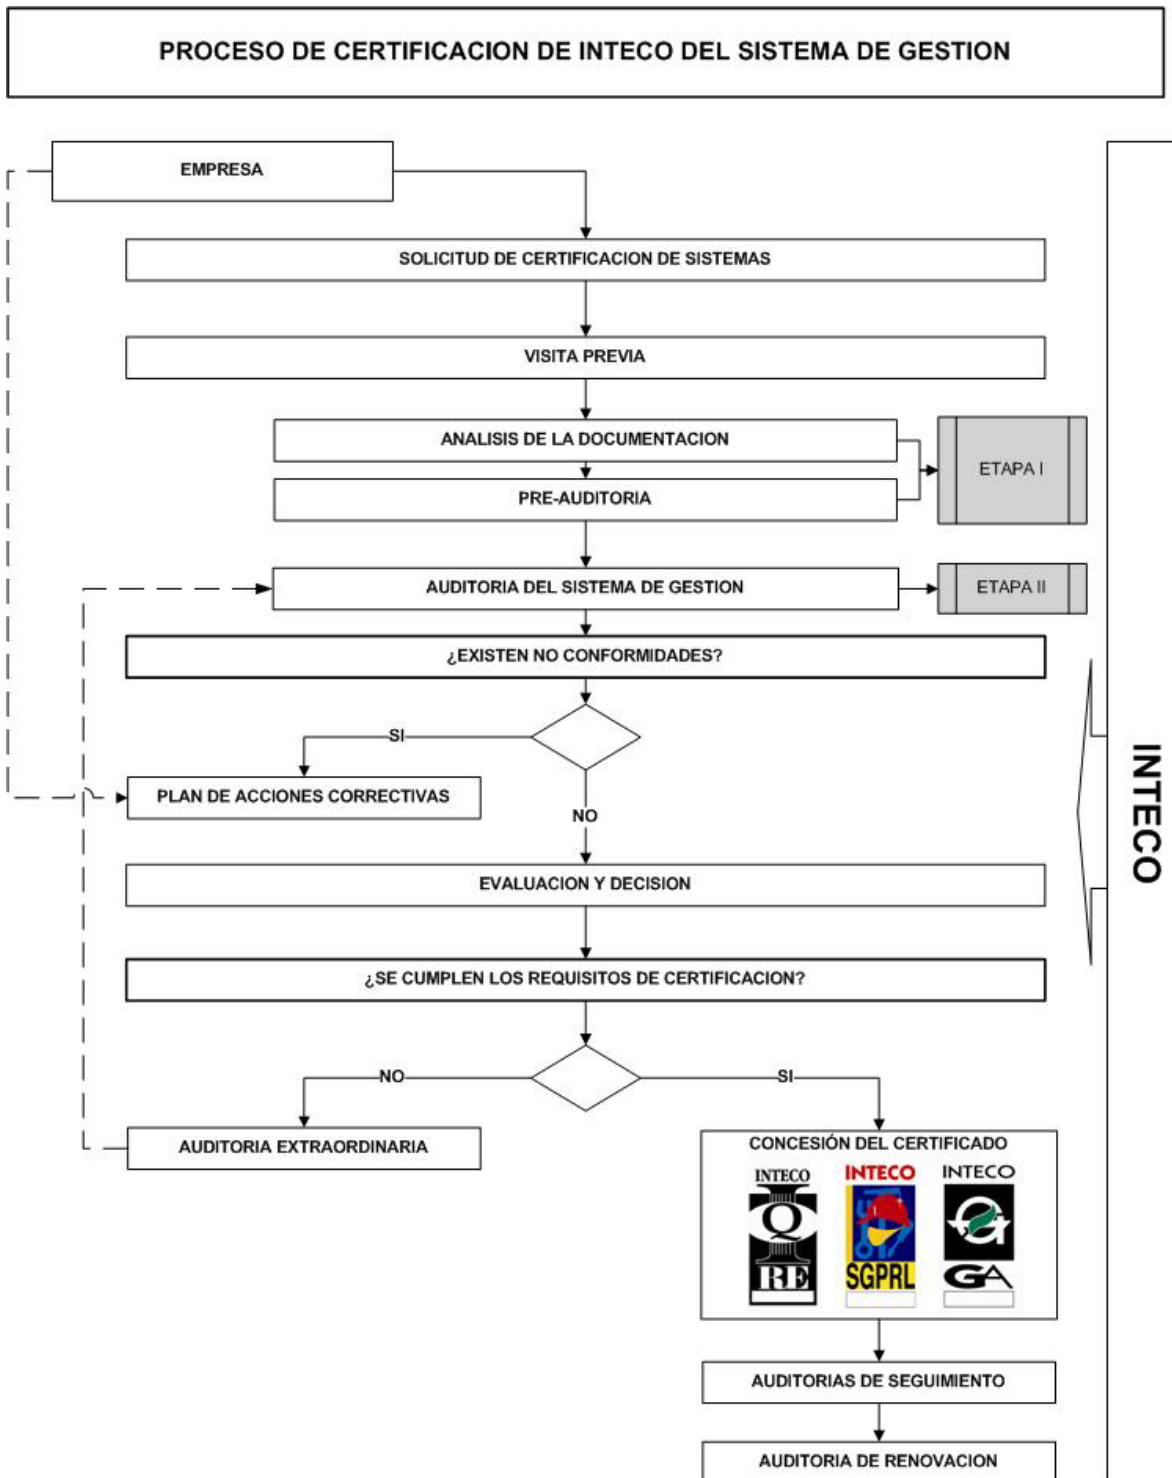 PROCESO DE CERTIFICACION DE INTECO DEL SISTEMA DE GESTION
EMPRESA
SOLICITUD DE CERTIFICACION DE SISTEMAS
VISITA PREVIA
ANALISIS DE LA DOCUMENTACION
ETAPA I
PRE-AUDITORIA
AUDITORIA DEL SISTEMA DE GESTION
ETAPA II
¿EXISTEN NO CONFORMIDADES?
SI
PLAN DE ACCIONES CORRECTIVAS
NO
INTECO
EVALUACION Y DECISION
¿SE CUMPLEN LOS REQUISITOS DE CERTIFICACION?
NO
SI
AUDITORIA EXTRAORDINARIA
CONCESIÓN DEL CERTIFICADO
INTECO
Q
RE
INTECO
SGPRL
INTECO
GA
AUDITORIAS DE SEGUIMIENTO
AUDITORIA DE RENOVACION